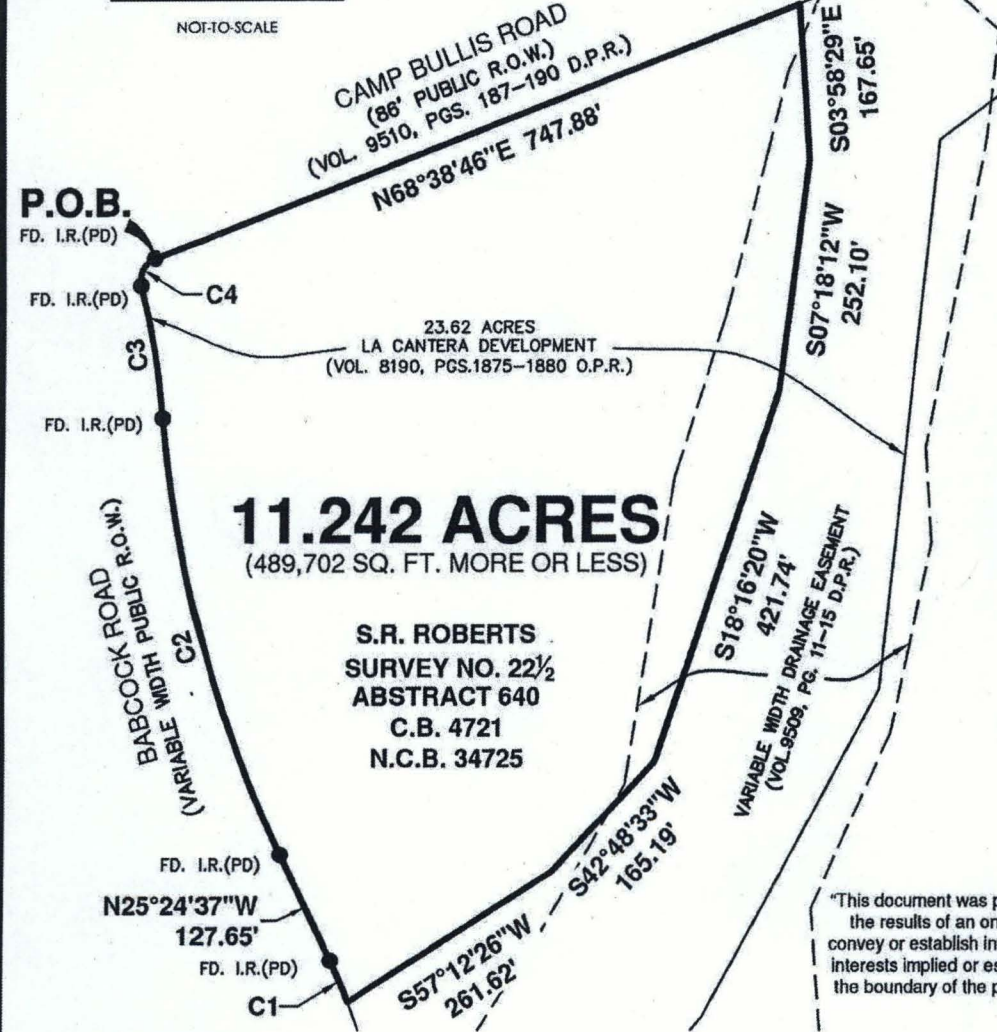 NOT-TO-SCALE
CAMP BULLIS ROAD
(86' PUBLIC R.O.W.)
(VOL. 9510, PGS. 187-190 D.P.R.)
N68°38'46"E 747.88'
S03°58'29"E
167.65'
P.O.B.
FD. I.R.(PD)
FD. I.R.(PD)
C4
C3
23.62 ACRES
LA CANTERA DEVELOPMENT
(VOL. 8190, PGS.1875-1880 O.P.R.)
S07°18'12"W
252.10'
FD. I.R.(PD)
11.242 ACRES
(489,702 SQ. FT. MORE OR LESS)
BABCOCK ROAD
(VARIABLE WIDTH PUBLIC R.O.W.)
C2
S.R. ROBERTS
SURVEY NO. 22½
ABSTRACT 640
C.B. 4721
N.C.B. 34725
S18°16'20"W
421.74'
VARIABLE WIDTH DRAINAGE EASEMENT
(VOL.9509, PG. 11-15 D.P.R.)
FD. I.R.(PD)
N25°24'37"W
127.65'
FD. I.R.(PD)
C1
S42°48'33"W
165.19'
S57°12'26"W
261.62'
"This document was p
the results of an on
convey or establish in
interests implied or es
the boundary of the p